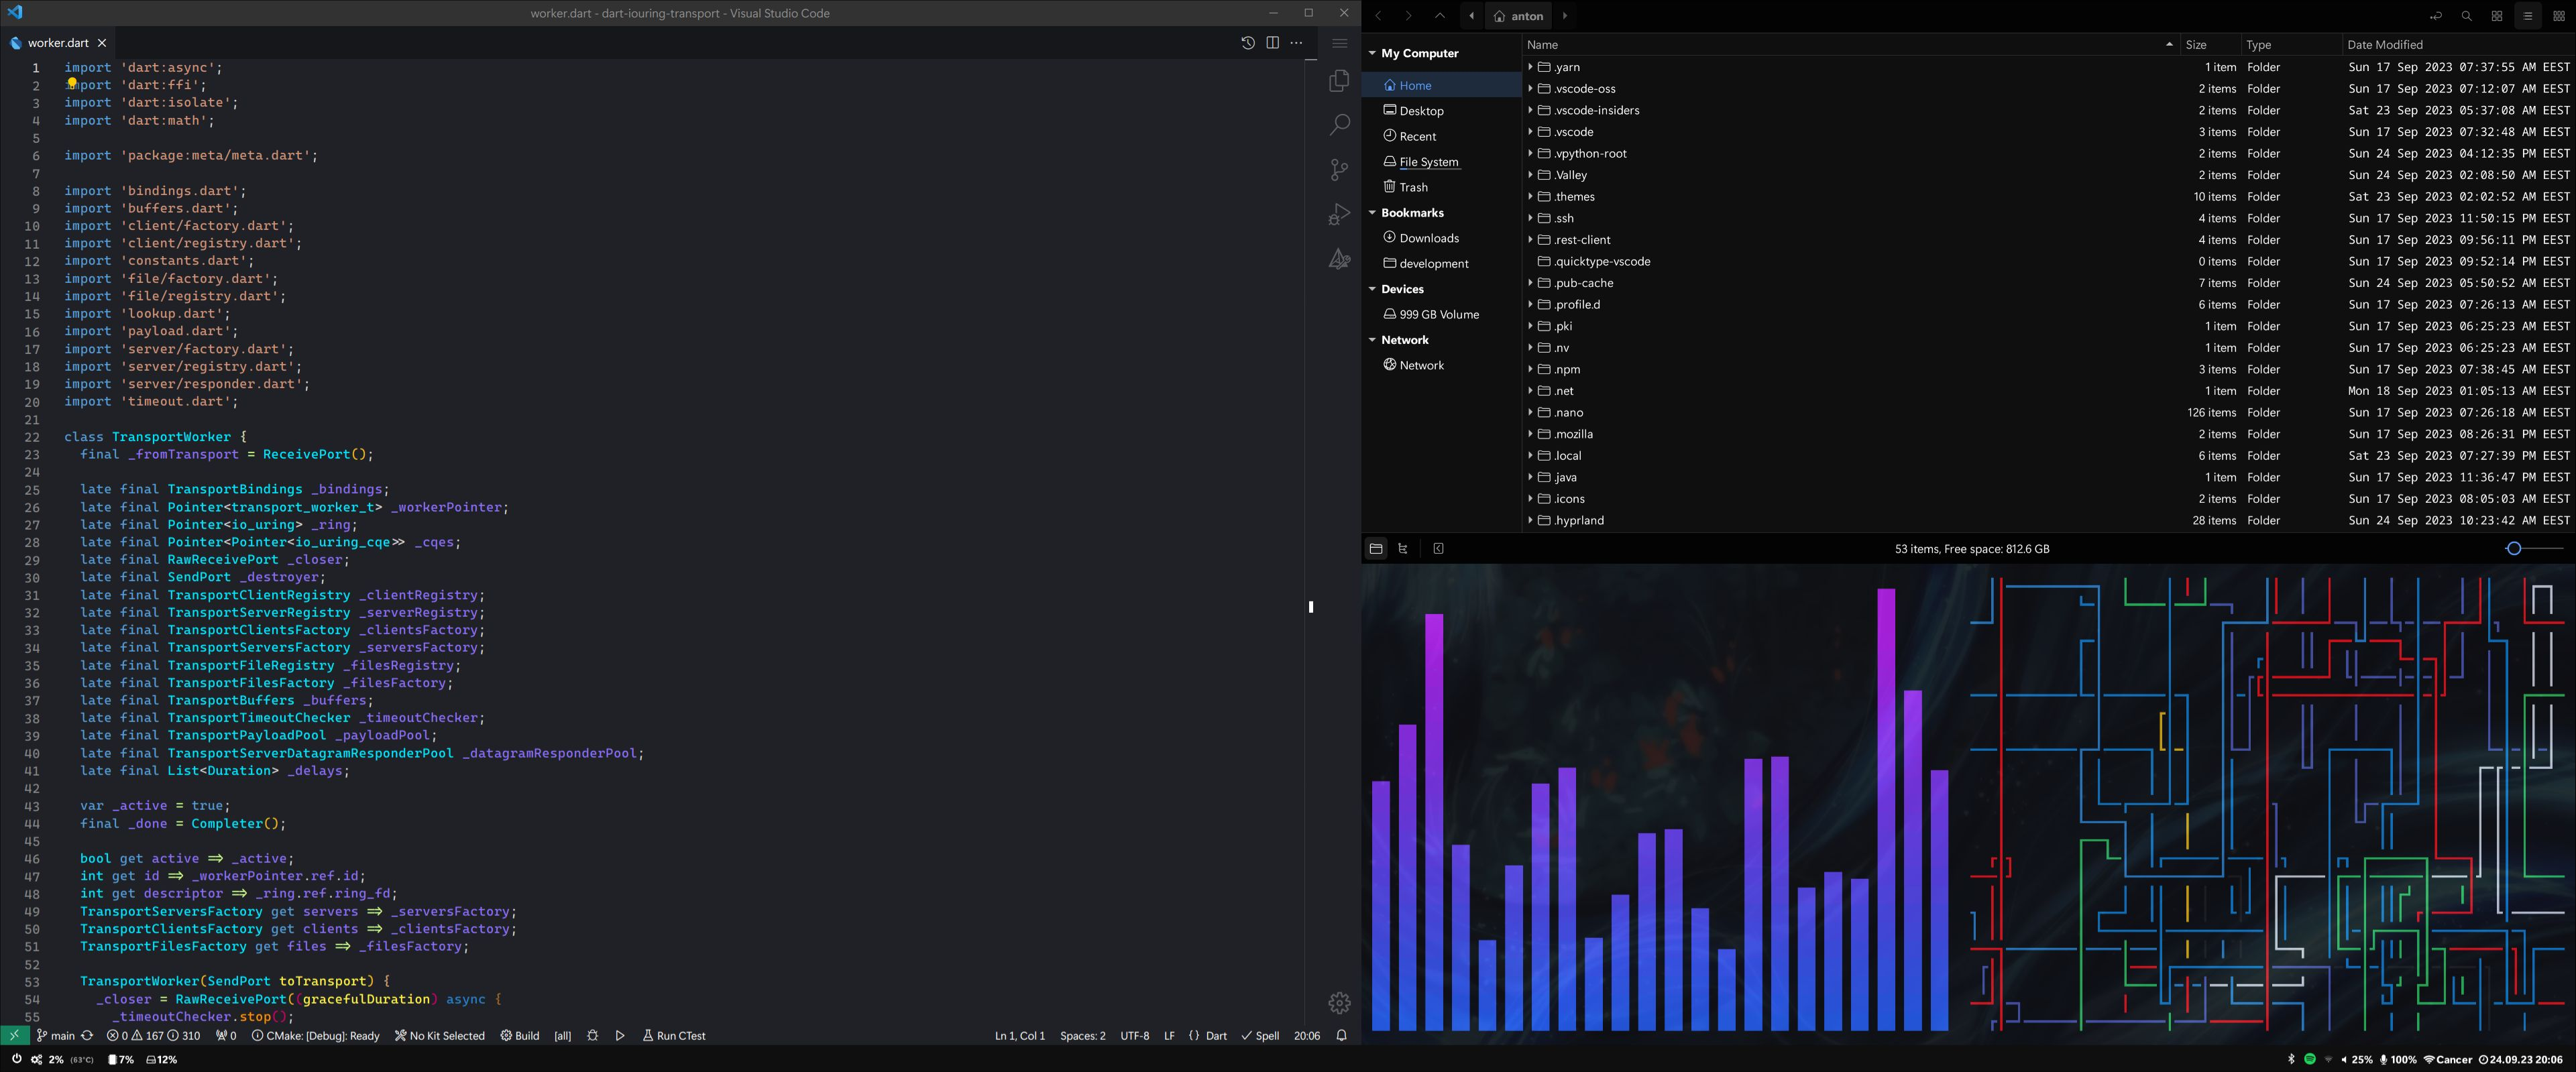 worker.dart - dart-iouring-transport - Visual Studio Code
worker.dart
1 import 'dart:async';
2 import 'dart:ffi';
3 import 'dart:isolate';
4 import 'dart:math';
5
6 import 'package:meta/meta.dart';
7
8 import 'bindings.dart';
9 import 'buffers.dart';
10 import 'client/factory.dart';
11 import 'client/registry.dart';
12 import 'constants.dart';
13 import 'file/factory.dart';
14 import 'file/registry.dart';
15 import 'lookup.dart';
16 import 'payload.dart';
17 import 'server/factory.dart';
18 import 'server/registry.dart';
19 import 'server/responder.dart';
20 import 'timeout.dart';
21
22 class TransportWorker {
23 final _fromTransport = ReceivePort();
24
25 late final TransportBindings _bindings;
26 late final Pointer<transport_worker_t> _workerPointer;
27 late final Pointer<io_uring> _ring;
28 late final Pointer<Pointer<io_uring_cqe>> _cqes;
29 late final RawReceivePort _closer;
30 late final SendPort _destroyer;
31 late final TransportClientRegistry _clientRegistry;
32 late final TransportServerRegistry _serverRegistry;
33 late final TransportClientsFactory _clientsFactory;
34 late final TransportServersFactory _serversFactory;
35 late final TransportFileRegistry _filesRegistry;
36 late final TransportFilesFactory _filesFactory;
37 late final TransportBuffers _buffers;
38 late final TransportTimeoutChecker _timeoutChecker;
39 late final TransportPayloadPool _payloadPool;
40 late final TransportServerDatagramResponderPool _datagramResponderPool;
41 late final List<Duration> _delays;
42
43 var _active = true;
44 final _done = Completer();
45
46 bool get active => _active;
47 int get id => _workerPointer.ref.id;
48 int get descriptor => _ring.ref.ring_fd;
49 TransportServersFactory get servers => _serversFactory;
50 TransportClientsFactory get clients => _clientsFactory;
51 TransportFilesFactory get files => _filesFactory;
52
53 TransportWorker(SendPort toTransport) {
54 _closer = RawReceivePort((gracefulDuration) async {
55 _timeoutChecker.stop();
main 0 167 310 0 CMake: [Debug]: Ready No Kit Selected Build [all] Run CTest Ln 1, Col 1 Spaces: 2 UTF-8 LF {} Dart Spell 20:06
anton
My Computer
Home
Desktop
Recent
File System
Trash
Bookmarks
Downloads
development
Devices
999 GB Volume
Network
Network
Name Size Type Date Modified
.yarn 1 item Folder Sun 17 Sep 2023 07:37:55 AM EEST
.vscode-oss 2 items Folder Sun 17 Sep 2023 07:12:07 AM EEST
.vscode-insiders 2 items Folder Sat 23 Sep 2023 05:37:08 AM EEST
.vscode 3 items Folder Sun 17 Sep 2023 07:32:48 AM EEST
.vpython-root 2 items Folder Sun 24 Sep 2023 04:12:35 PM EEST
.Valley 2 items Folder Sun 24 Sep 2023 02:08:50 AM EEST
.themes 10 items Folder Sat 23 Sep 2023 02:02:52 AM EEST
.ssh 4 items Folder Sun 17 Sep 2023 11:50:15 PM EEST
.rest-client 4 items Folder Sun 17 Sep 2023 09:56:11 PM EEST
.quicktype-vscode 0 items Folder Sun 17 Sep 2023 09:52:14 PM EEST
.pub-cache 7 items Folder Sun 24 Sep 2023 05:50:52 AM EEST
.profile.d 6 items Folder Sun 17 Sep 2023 07:26:13 AM EEST
.pki 1 item Folder Sun 17 Sep 2023 06:25:23 AM EEST
.nv 1 item Folder Sun 17 Sep 2023 06:25:23 AM EEST
.npm 3 items Folder Sun 17 Sep 2023 07:38:45 AM EEST
.net 1 item Folder Mon 18 Sep 2023 01:05:13 AM EEST
.nano 126 items Folder Sun 17 Sep 2023 07:26:18 AM EEST
.mozilla 2 items Folder Sun 17 Sep 2023 08:26:31 PM EEST
.local 6 items Folder Sat 23 Sep 2023 07:27:39 PM EEST
.java 1 item Folder Sun 17 Sep 2023 11:36:47 PM EEST
.icons 2 items Folder Sun 17 Sep 2023 08:05:03 AM EEST
.hyprland 28 items Folder Sun 24 Sep 2023 10:23:42 AM EEST
53 items, Free space: 812.6 GB
2% (63°C) 7% 12% 25% 100% Cancer 24.09.23 20:06